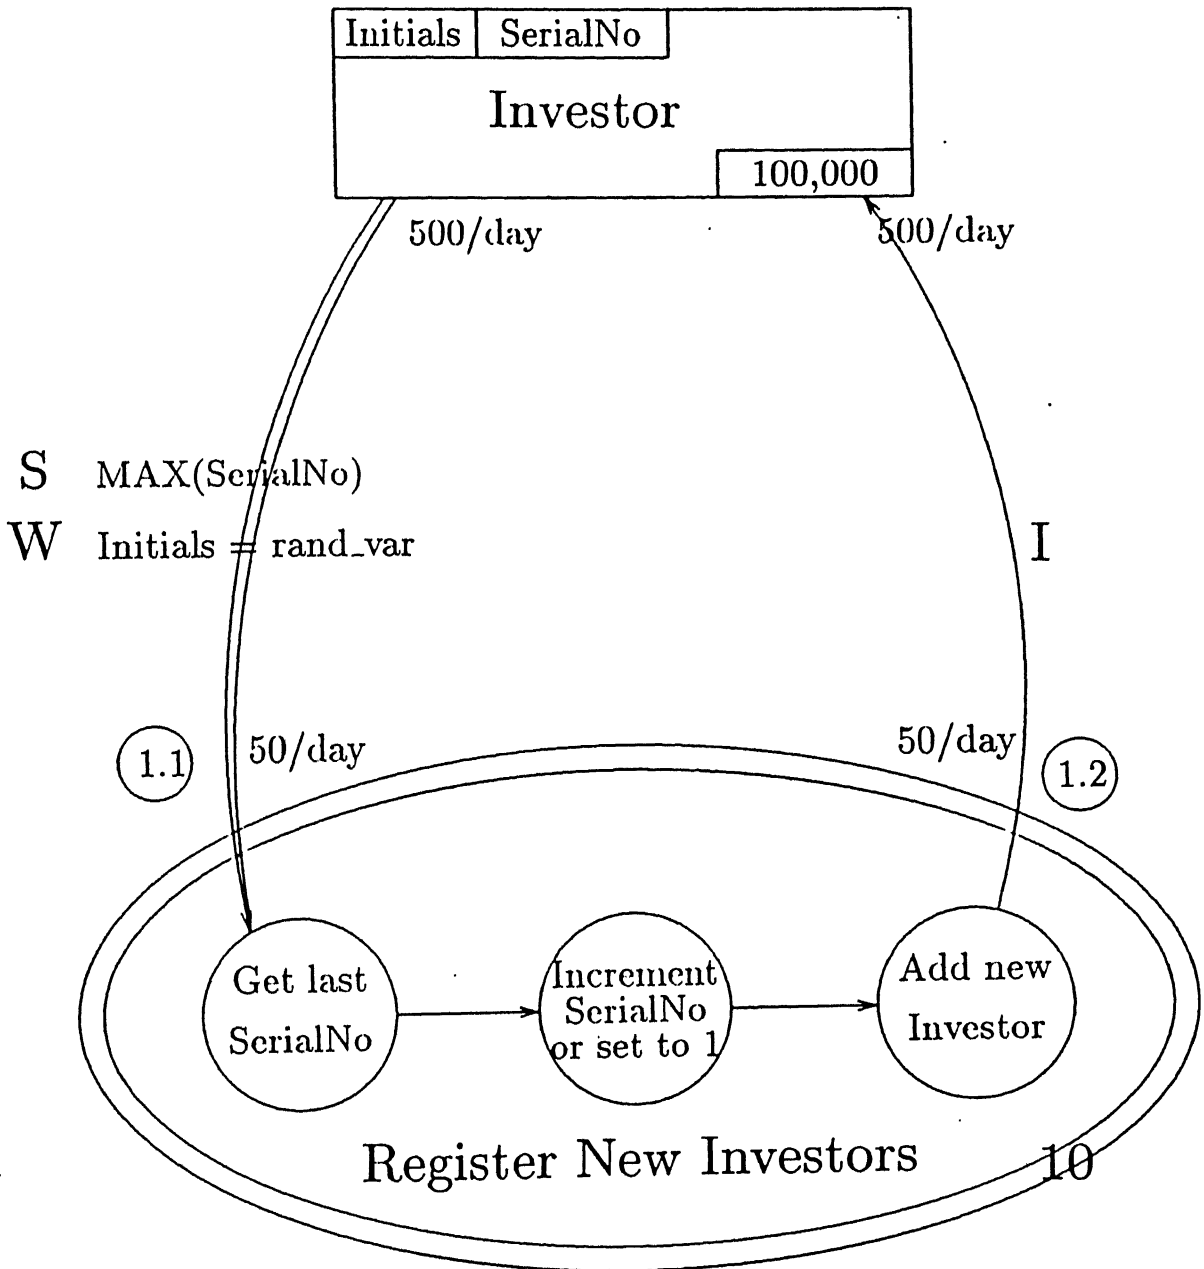 Initials SerialNo
Investor
100,000
500/day 500/day
S MAX(SerialNo)
W Initials = rand_var
I
1.1 50/day 50/day 1.2
Get last
SerialNo
Increment
SerialNo
or set to 1
Add new
Investor
Register New Investors 10